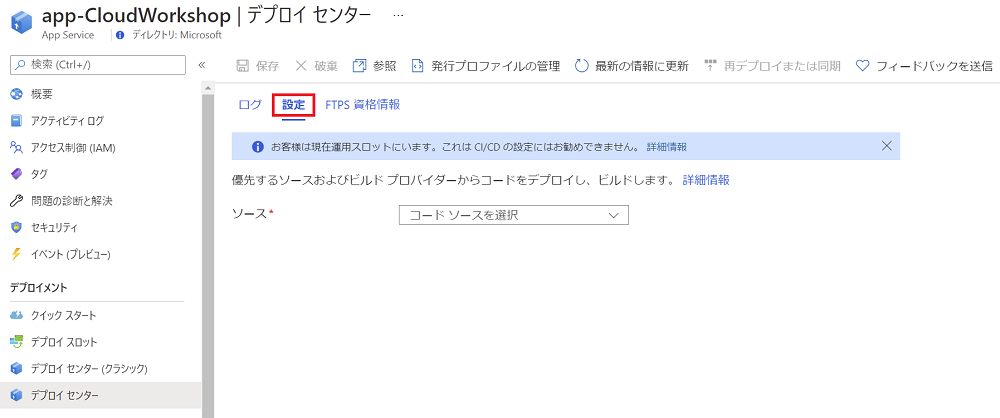 app-CloudWorkshop | デプロイ センター ...
App Service ディレクトリ: Microsoft
検索 (Ctrl+/) «
保存 破棄 参照 発行プロファイルの管理 最新の情報に更新 再デプロイまたは同期 フィードバックを送信
概要
アクティビティ ログ
アクセス制御 (IAM)
タグ
問題の診断と解決
セキュリティ
イベント (プレビュー)
デプロイメント
クイック スタート
デプロイ スロット
デプロイ センター (クラシック)
デプロイ センター
ログ 設定 FTPS 資格情報
お客様は現在運用スロットにいます。これは CI/CD の設定にはお勧めできません。 詳細情報
優先するソースおよびビルド プロバイダーからコードをデプロイし、ビルドします。 詳細情報
ソース* コード ソースを選択